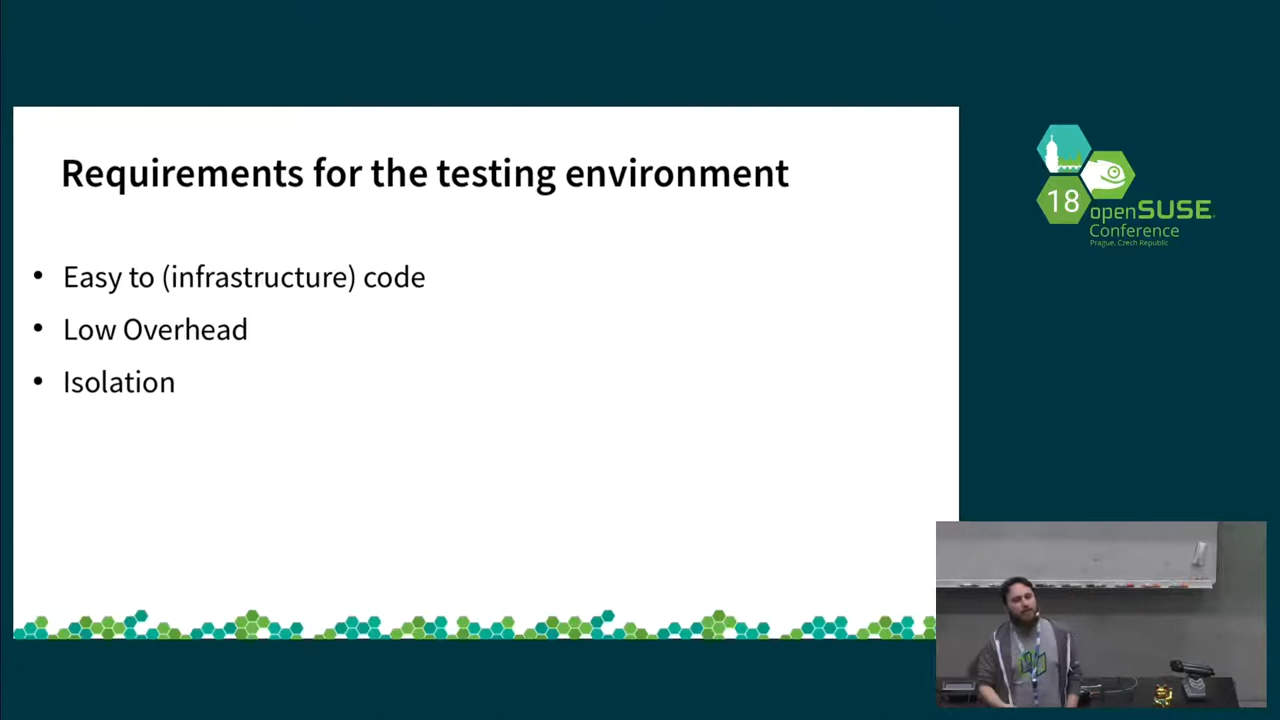 Requirements for the testing environment
• Easy to (infrastructure) code
• Low Overhead
• Isolation
18
openSUSE
Conference
Prague, Czech Republic